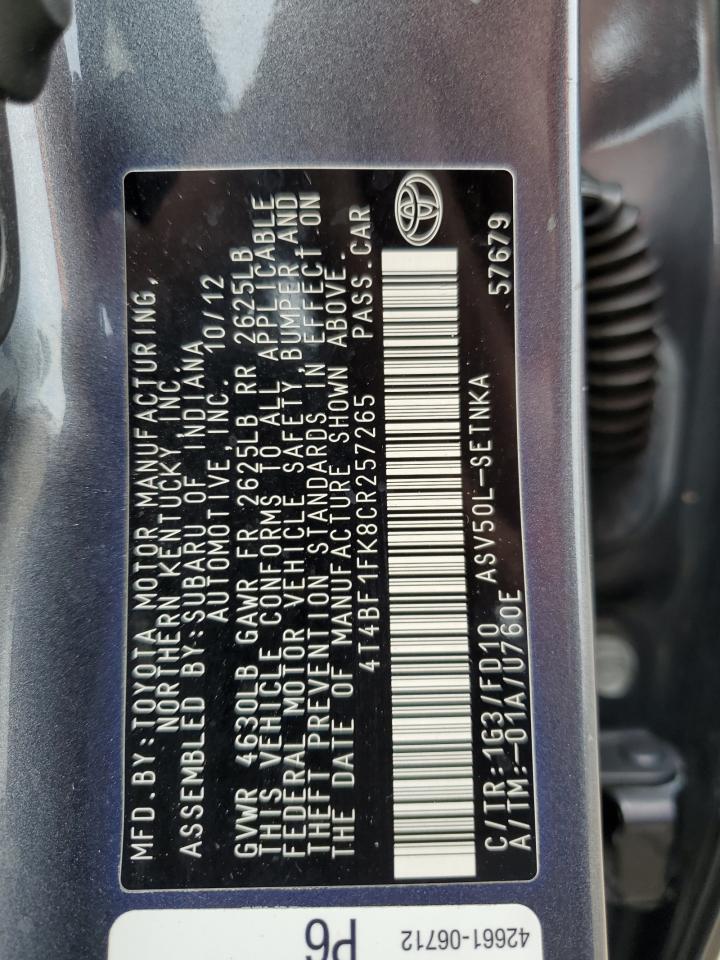 MFD.BY:TOYOTA MOTOR MANUFACTURING,
NORTHERN KENTUCKY INC.
ASSEMBLED BY:SUBARU OF INDIANA
AUTOMOTIVE,INC. 10/12
GVWR 4630LB GAWR FR 2625LB RR 2625LB
THIS VEHICLE CONFORMS TO ALL APPLICABLE
FEDERAL MOTOR VEHICLE SAFETY,BUMPER,AND
THEFT PREVENTION STANDARDS IN EFFECT ON
THE DATE OF MANUFACTURE SHOWN ABOVE.
4T4BF1FK8CR257265 PASS.CAR
C/TR:1G3/FD10 ASV50L-SETNKA 57679
A/TM:-01A/U760E
P6
42661-06712